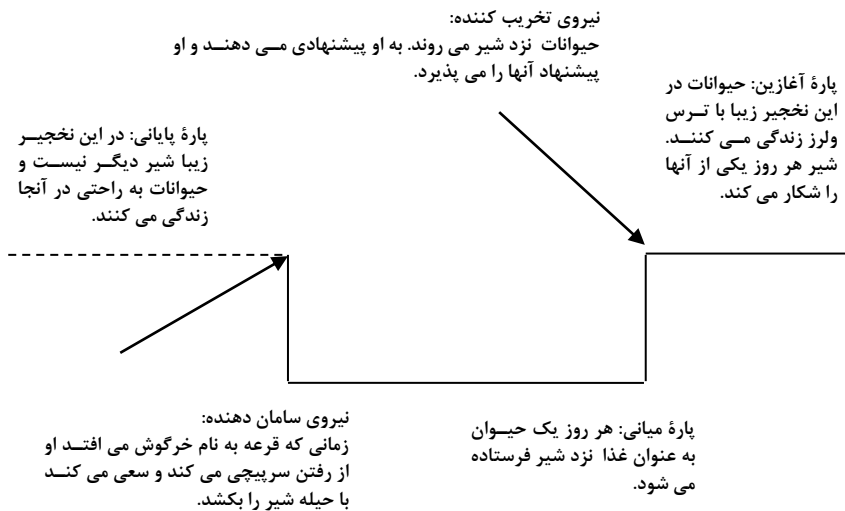 نیروی تخریب کننده:
حیوانات نزد شیر می روند. به او پیشنهادی مـی دهنـد و او
پیشنهاد آنها را می پذیرد.
پارۀ آغازین: حیوانات در
این نخجیر زیبا با تـرس
ولرز زندگی مـی کننـد.
شیر هر روز یکی از آنها
را شکار می کند.
پارۀ پایانی: در این نخجیـر
زیبا شیر دیگـر نیسـت و
حیوانات به راحتی در آنجا
زندگی می کنند.
نیروی سامان دهنده:
زمانی که قرعه به نام خرگوش می افتـد او
از رفتن سرپیچی می کند و سعی می کنـد
با حیله شیر را بکشد.
پارۀ میانی: هر روز یک حیـوان
به عنوان غذا نزد شیر فرستاده
می شود.